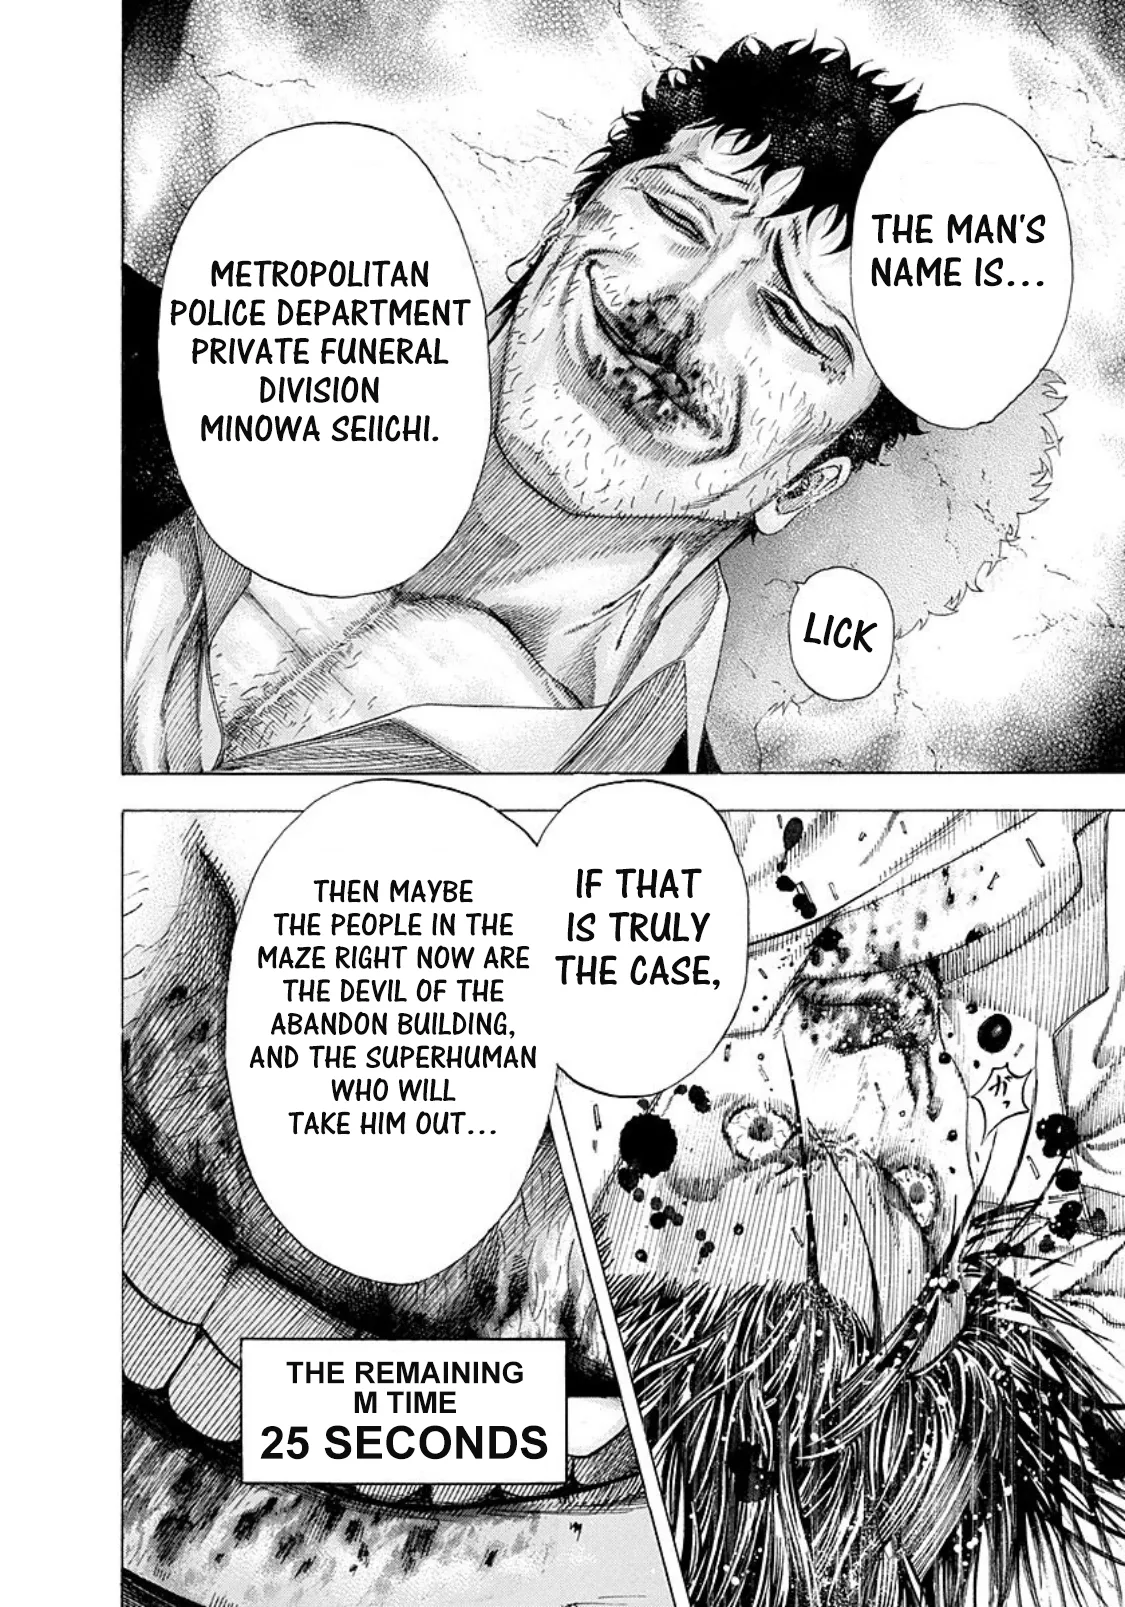 THE MAN'S
NAME IS...
METROPOLITAN
POLICE DEPARTMENT
PRIVATE FUNERAL
DIVISION
MINOWA SEIICHI.
LICK
IF THAT
IS TRULY
THE CASE,
THEN MAYBE
THE PEOPLE IN THE
MAZE RIGHT NOW ARE
THE DEVIL OF THE
ABANDON BUILDING,
AND THE SUPERHUMAN
WHO WILL
TAKE HIM OUT...
THE REMAINING
M TIME
25 SECONDS